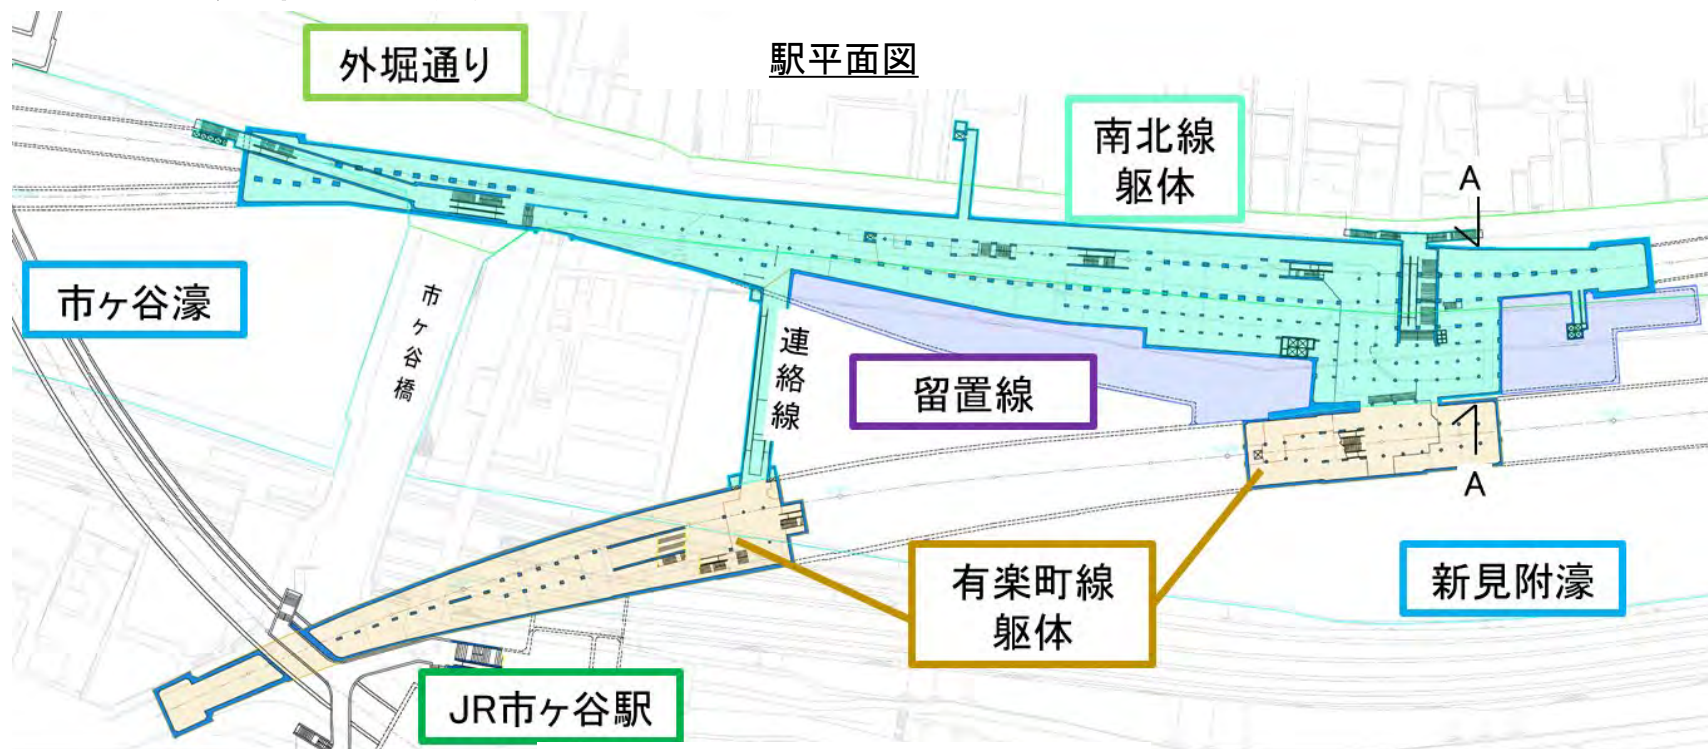 駅平面図
外堀通り
南北線
躯体
A
市ヶ谷濠
市ヶ谷橋
連絡線
留置線
A
有楽町線
躯体
新見附濠
JR市ヶ谷駅